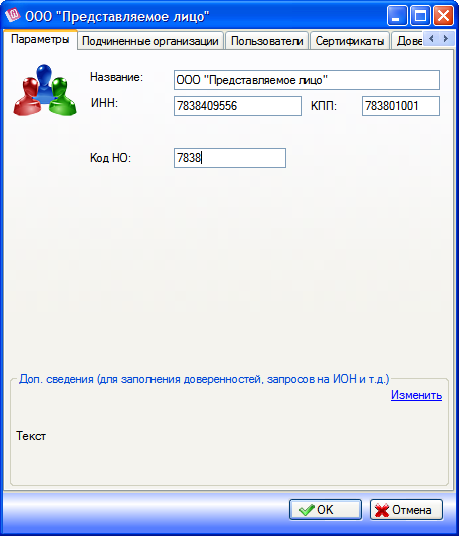 ООО "Представляемое лицо"
Параметры Подчиненные организации Пользователи Сертификаты Дове
Название: ООО "Представляемое лицо"
ИНН: 7838409556 КПП: 783801001
Код НО: 7838
Доп. сведения (для заполнения доверенностей, запросов на ИОН и т.д.)
Изменить
Текст
OK Отмена